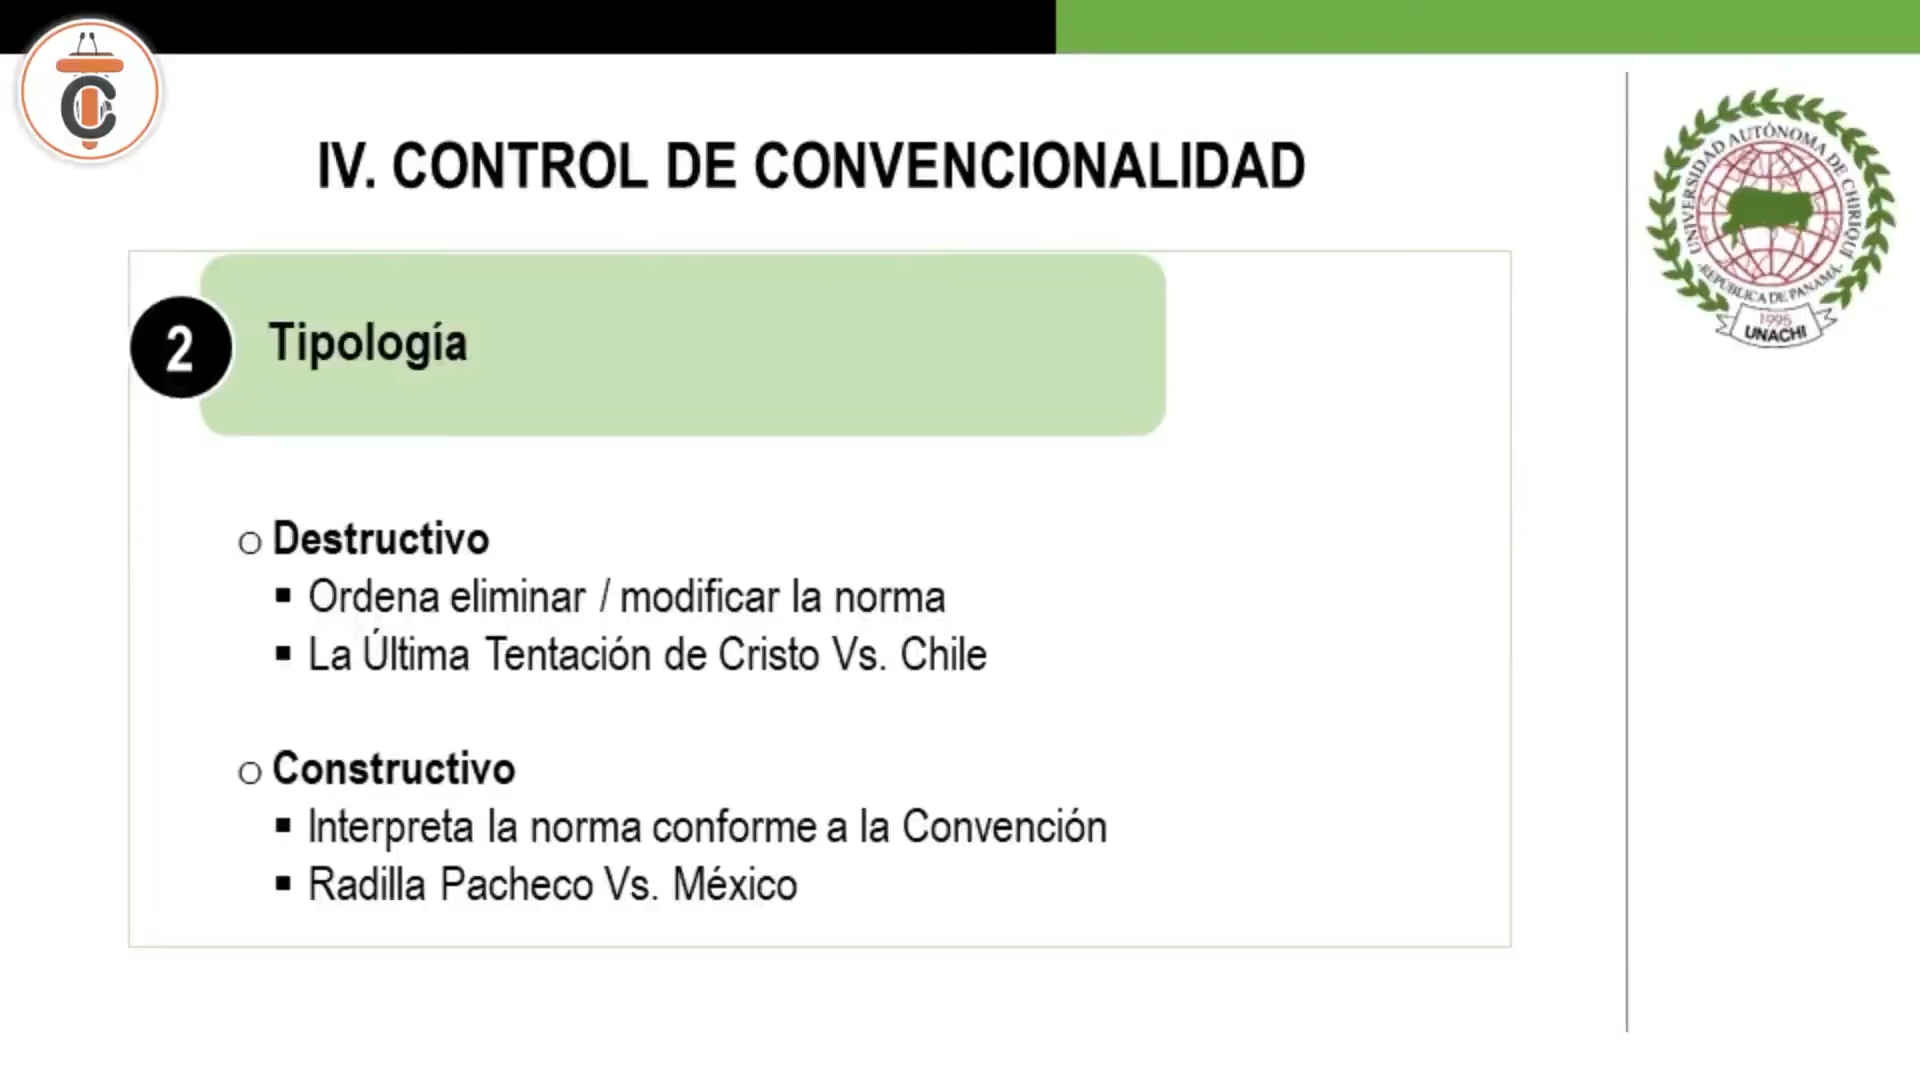 C
IV. CONTROL DE CONVENCIONALIDAD
UNIVERSIDAD AUTÓNOMA DE CHIRIQUÍ
REPÚBLICA DE PANAMÁ
1995
UNACHI
2
Tipología
o Destructivo
▪ Ordena eliminar / modificar la norma
▪ La Última Tentación de Cristo Vs. Chile
o Constructivo
▪ Interpreta la norma conforme a la Convención
▪ Radilla Pacheco Vs. México